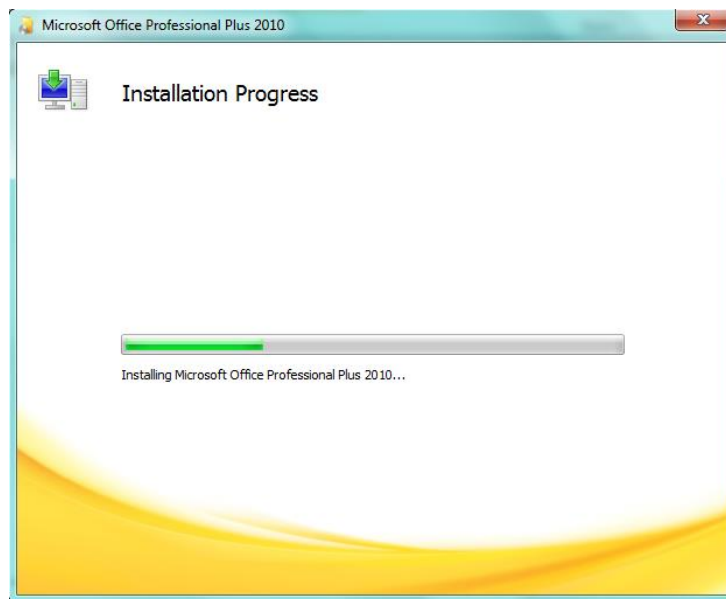 Microsoft Office Professional Plus 2010
Installation Progress
Installing Microsoft Office Professional Plus 2010...